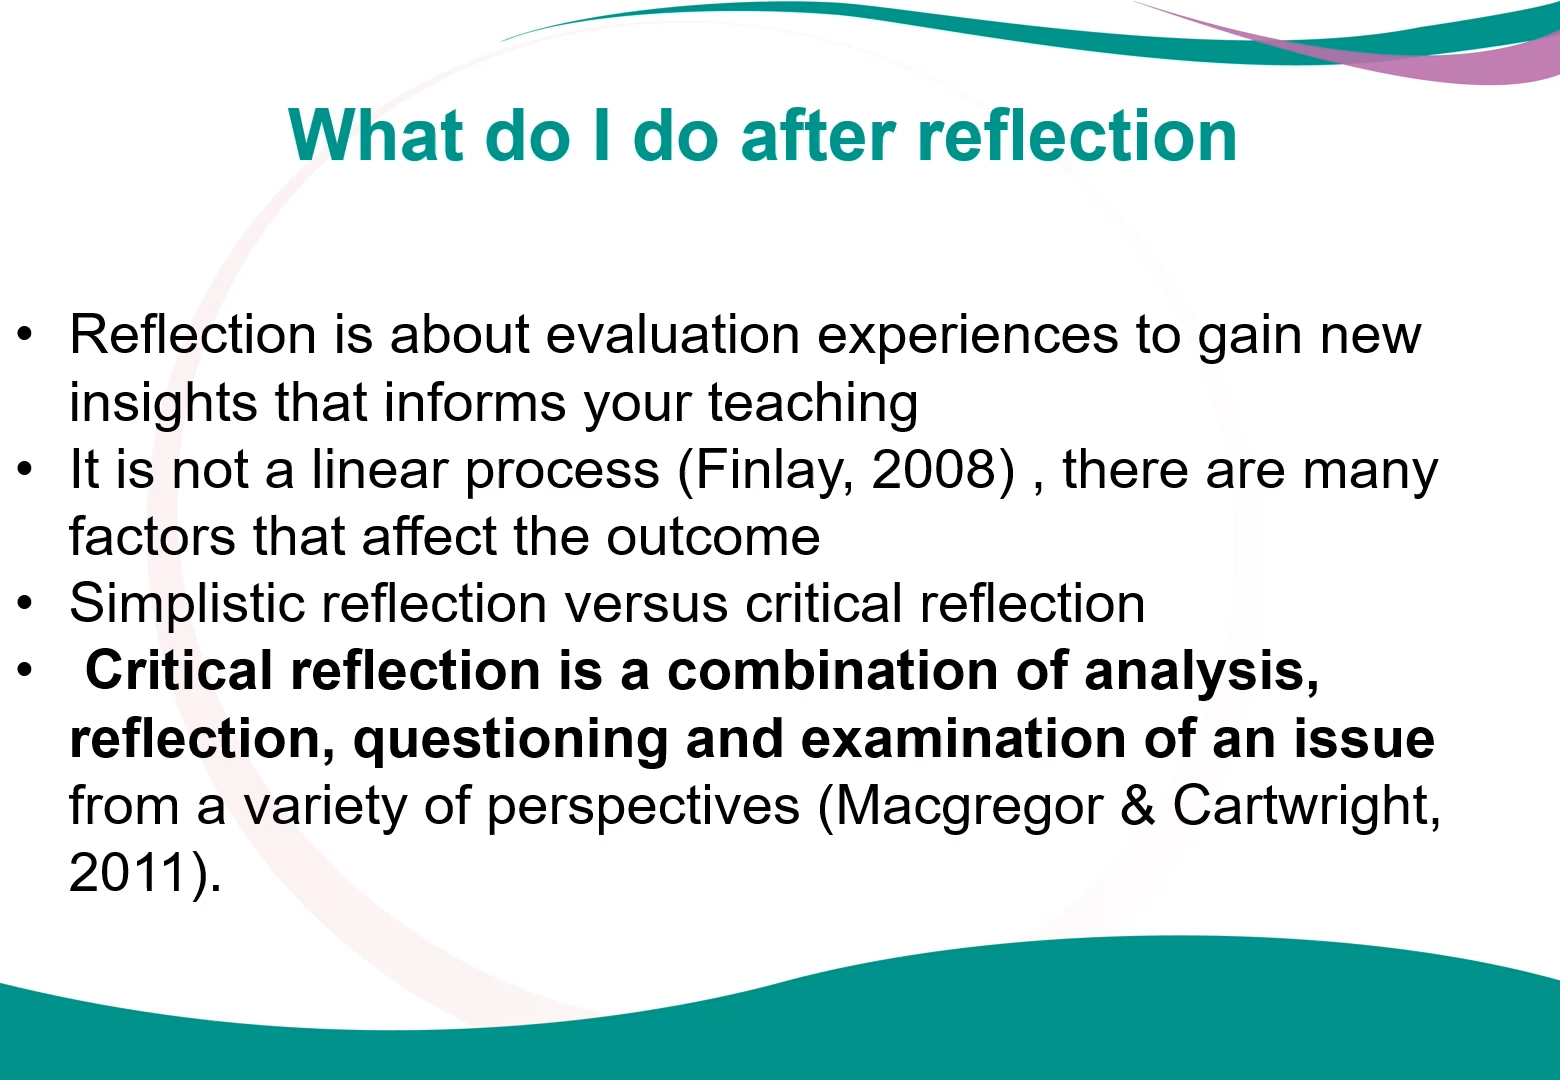 What do I do after reflection
• Reflection is about evaluation experiences to gain new
insights that informs your teaching
• It is not a linear process (Finlay, 2008) , there are many
factors that affect the outcome
• Simplistic reflection versus critical reflection
• Critical reflection is a combination of analysis,
reflection, questioning and examination of an issue
from a variety of perspectives (Macgregor & Cartwright,
2011).